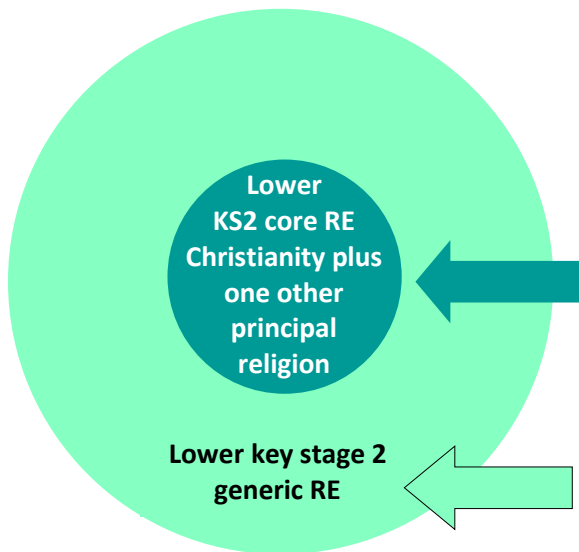 Lower
KS2 core RE
Christianity plus
one other
principal
religion
Lower key stage 2
generic RE